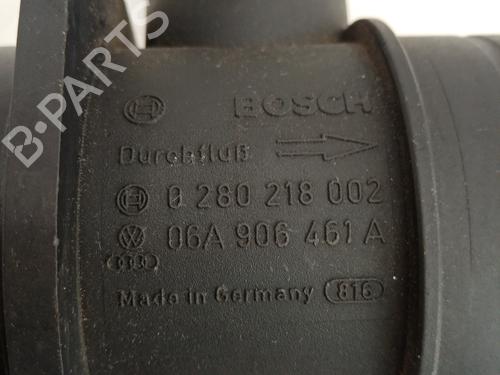 BOSCH
Durchfluß
0 280 218 002
06A 906 461 A
Made in Germany 816
B-PARTS